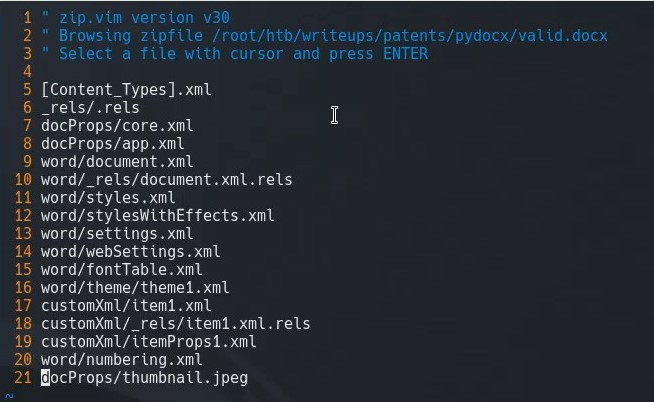 1 " zip.vim version v30
2 " Browsing zipfile /root/htb/writeups/patents/pydocx/valid.docx
3 " Select a file with cursor and press ENTER
4
5 [Content_Types].xml
6 _rels/.rels
7 docProps/core.xml
8 docProps/app.xml
9 word/document.xml
10 word/_rels/document.xml.rels
11 word/styles.xml
12 word/stylesWithEffects.xml
13 word/settings.xml
14 word/webSettings.xml
15 word/fontTable.xml
16 word/theme/theme1.xml
17 customXml/item1.xml
18 customXml/_rels/item1.xml.rels
19 customXml/itemProps1.xml
20 word/numbering.xml
21 docProps/thumbnail.jpeg
~